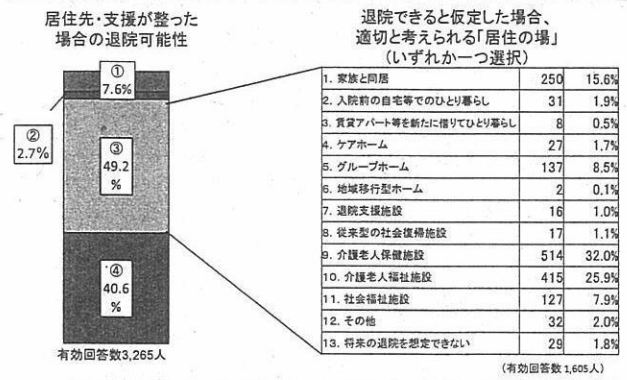 居住先・支援が整った
場合の退院可能性
①
7.6%
②
2.7%
③
49.2
%
④
40.6
%
有効回答数3,265人
退院できると仮定した場合、
適切と考えられる「居住の場」
(いずれか一つ選択)
1. 家族と同居 250 15.6%
2. 入院前の自宅等でのひとり暮らし 31 1.9%
3. 賃貸アパート等を新たに借りてひとり暮らし 8 0.5%
4. ケアホーム 27 1.7%
5. グループホーム 137 8.5%
6. 地域移行型ホーム 2 0.1%
7. 退院支援施設 16 1.0%
8. 従来型の社会復帰施設 17 1.1%
9. 介護老人保健施設 514 32.0%
10. 介護老人福祉施設 415 25.9%
11. 社会福祉施設 127 7.9%
12. その他 32 2.0%
13. 将来の退院を想定できない 29 1.8%
(有効回答数 1,605人)